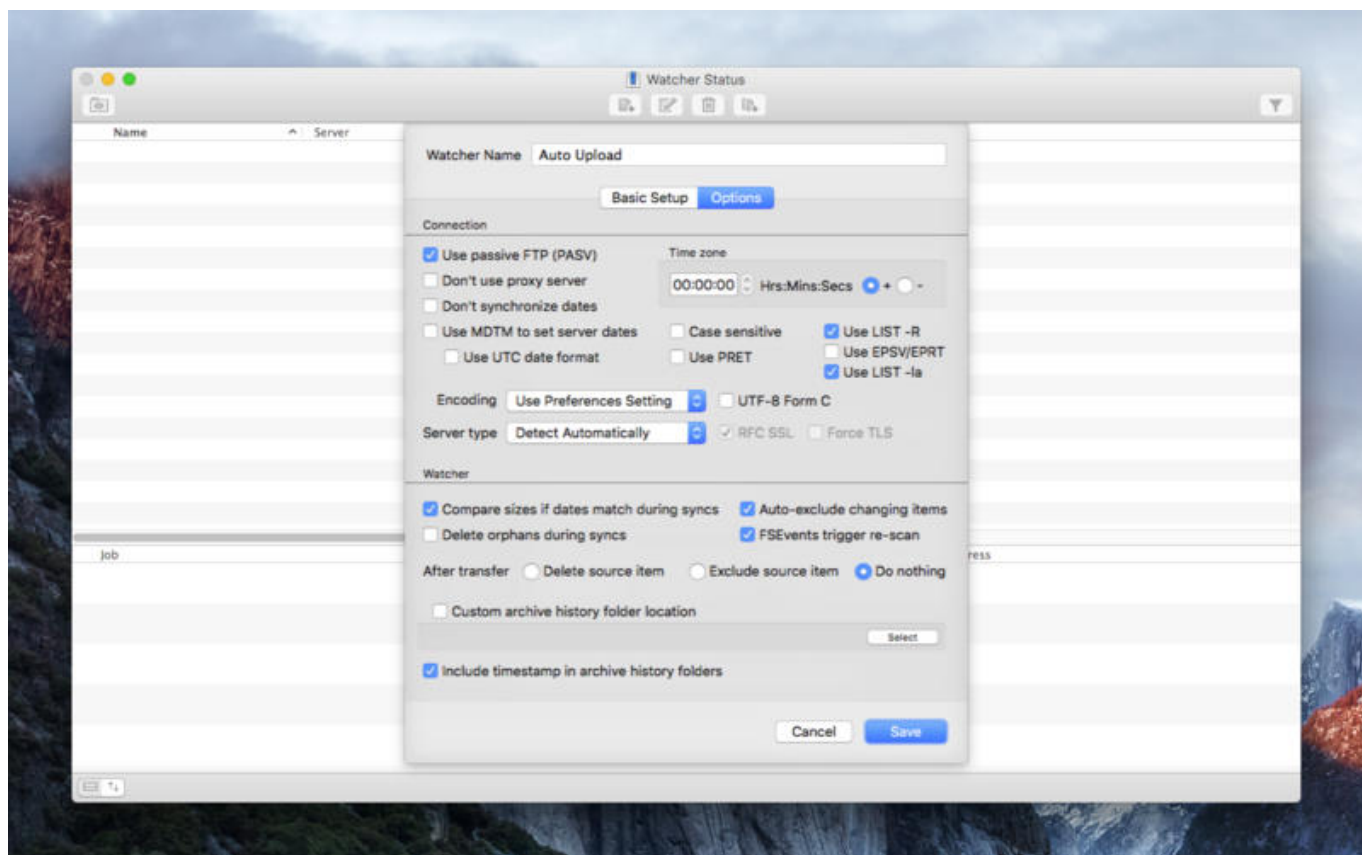 Watcher Status
Name Server
Watcher Name Auto Upload
Basic Setup Options
Connection
Use passive FTP (PASV) Time zone
Don't use proxy server 00:00:00 Hrs:Mins:Secs + -
Don't synchronize dates
Use MDTM to set server dates Case sensitive Use LIST -R
Use UTC date format Use PRET Use EPSV/EPRT
Use LIST -la
Encoding Use Preferences Setting UTF-8 Form C
Server type Detect Automatically RFC SSL Force TLS
Watcher
Compare sizes if dates match during syncs Auto-exclude changing items
Delete orphans during syncs FSEvents trigger re-scan
Job ress
After transfer Delete source item Exclude source item Do nothing
Custom archive history folder location
Select
Include timestamp in archive history folders
Cancel Save